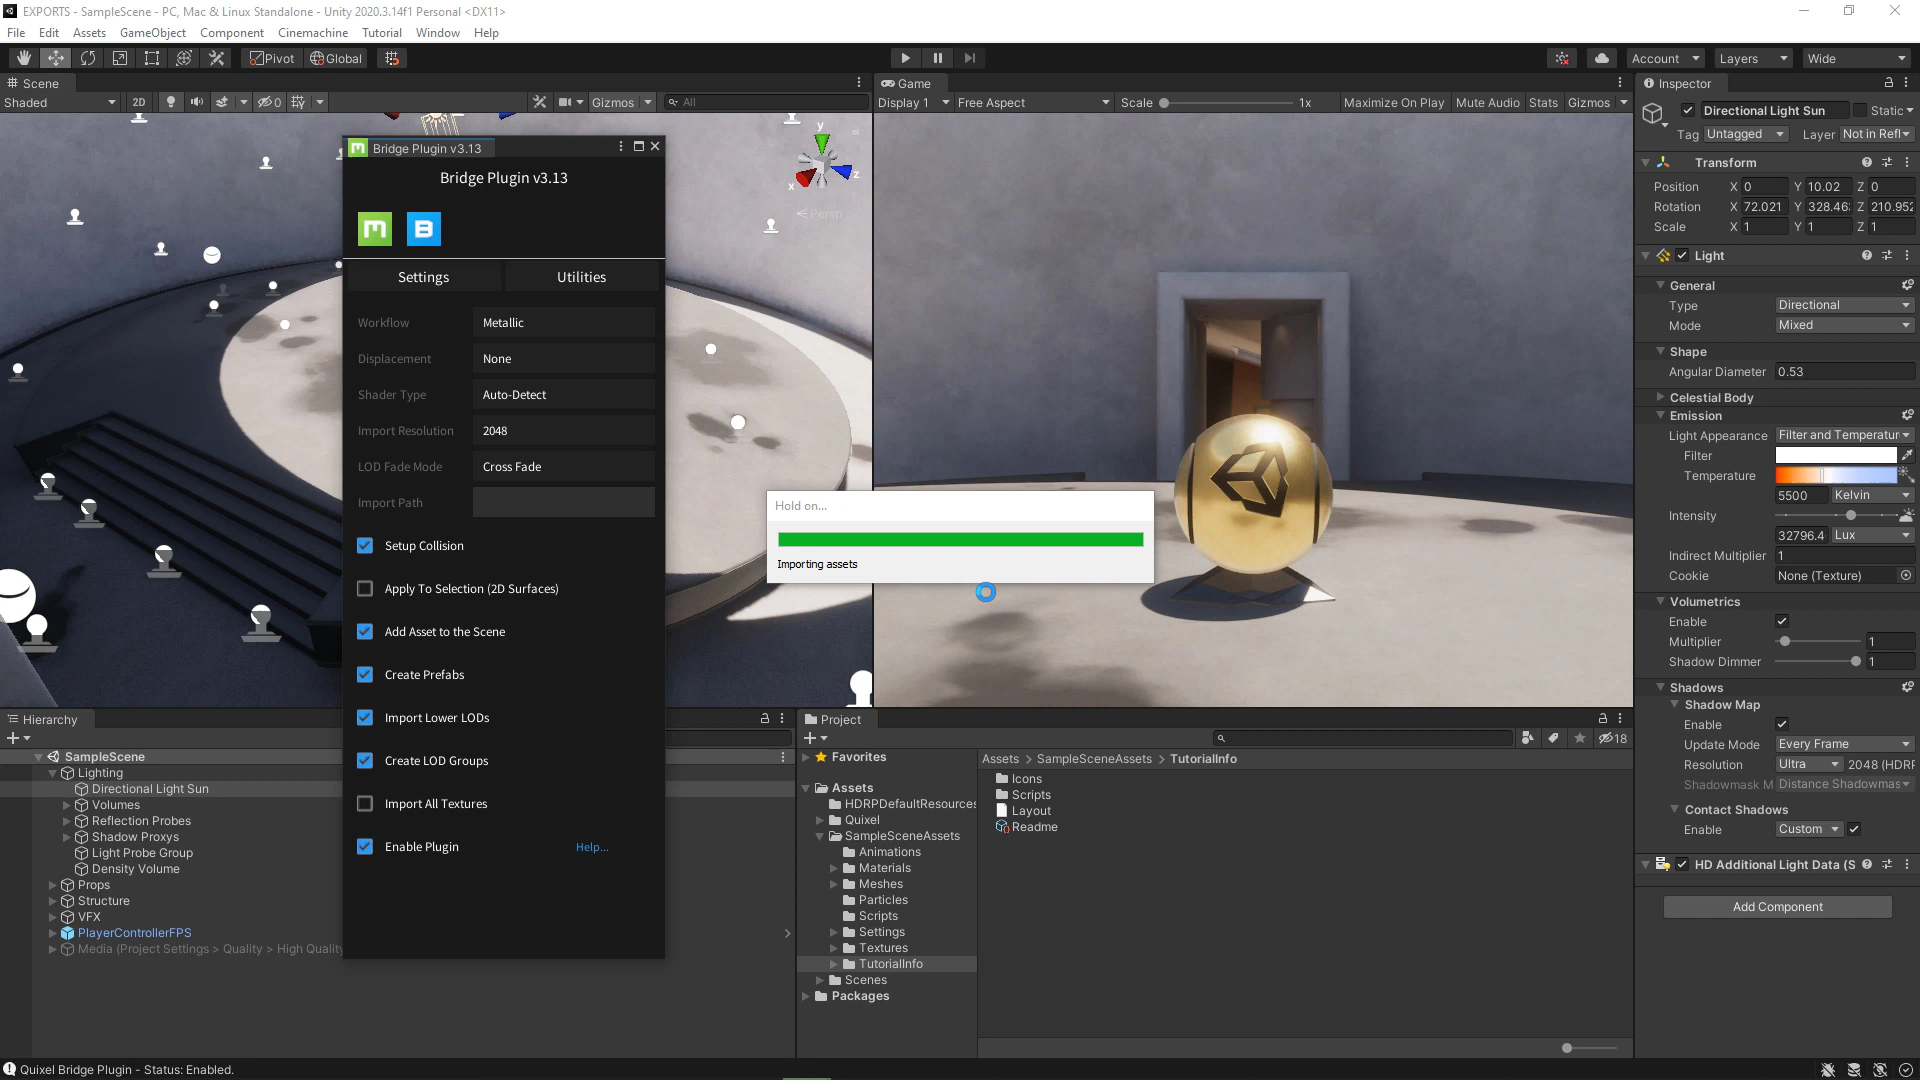 EXPORTS - SampleScene - PC, Mac & Linux Standalone - Unity 2020.3.14f1 Personal <DX11>
File Edit Assets GameObject Component Cinemachine Tutorial Window Help
Pivot Global Account Layers Wide
Scene
Shaded 2D 0 Gizmos All
y
x
z
Persp
Bridge Plugin v3.13
Bridge Plugin v3.13
M B
Settings Utilities
Workflow Metallic
Displacement None
Shader Type Auto-Detect
Import Resolution 2048
LOD Fade Mode Cross Fade
Import Path
Setup Collision
Apply To Selection (2D Surfaces)
Add Asset to the Scene
Create Prefabs
Import Lower LODs
Create LOD Groups
Import All Textures
Enable Plugin Help...
Game
Display 1 Free Aspect Scale 1x Maximize On Play Mute Audio Stats Gizmos
Hold on...
Importing assets
Inspector
Directional Light Sun Static
Tag Untagged Layer Not in Refl
Transform
Position X 0 Y 10.02 Z 0
Rotation X 72.021 Y 328.46 Z 210.952
Scale X 1 Y 1 Z 1
Light
General
Type Directional
Mode Mixed
Shape
Angular Diameter 0.53
Celestial Body
Emission
Light Appearance Filter and Temperatur
Filter
Temperature
5500 Kelvin
Intensity
32796.4 Lux
Indirect Multiplier 1
Cookie None (Texture)
Volumetrics
Enable
Multiplier 1
Shadow Dimmer 1
Shadows
Shadow Map
Enable
Update Mode Every Frame
Resolution Ultra 2048 (HDRP
Shadowmask M Distance Shadowmas
Contact Shadows
Enable Custom
HD Additional Light Data (S
Add Component
Hierarchy
SampleScene
Lighting
Directional Light Sun
Volumes
Reflection Probes
Shadow Proxys
Light Probe Group
Density Volume
Props
Structure
VFX
PlayerControllerFPS
Media (Project Settings > Quality > High Quality
Project
18
Favorites
Assets
HDRPDefaultResources
Quixel
SampleSceneAssets
Animations
Materials
Meshes
Particles
Scripts
Settings
Textures
TutorialInfo
Scenes
Packages
Assets > SampleSceneAssets > TutorialInfo
Icons
Scripts
Layout
Readme
Quixel Bridge Plugin - Status: Enabled.